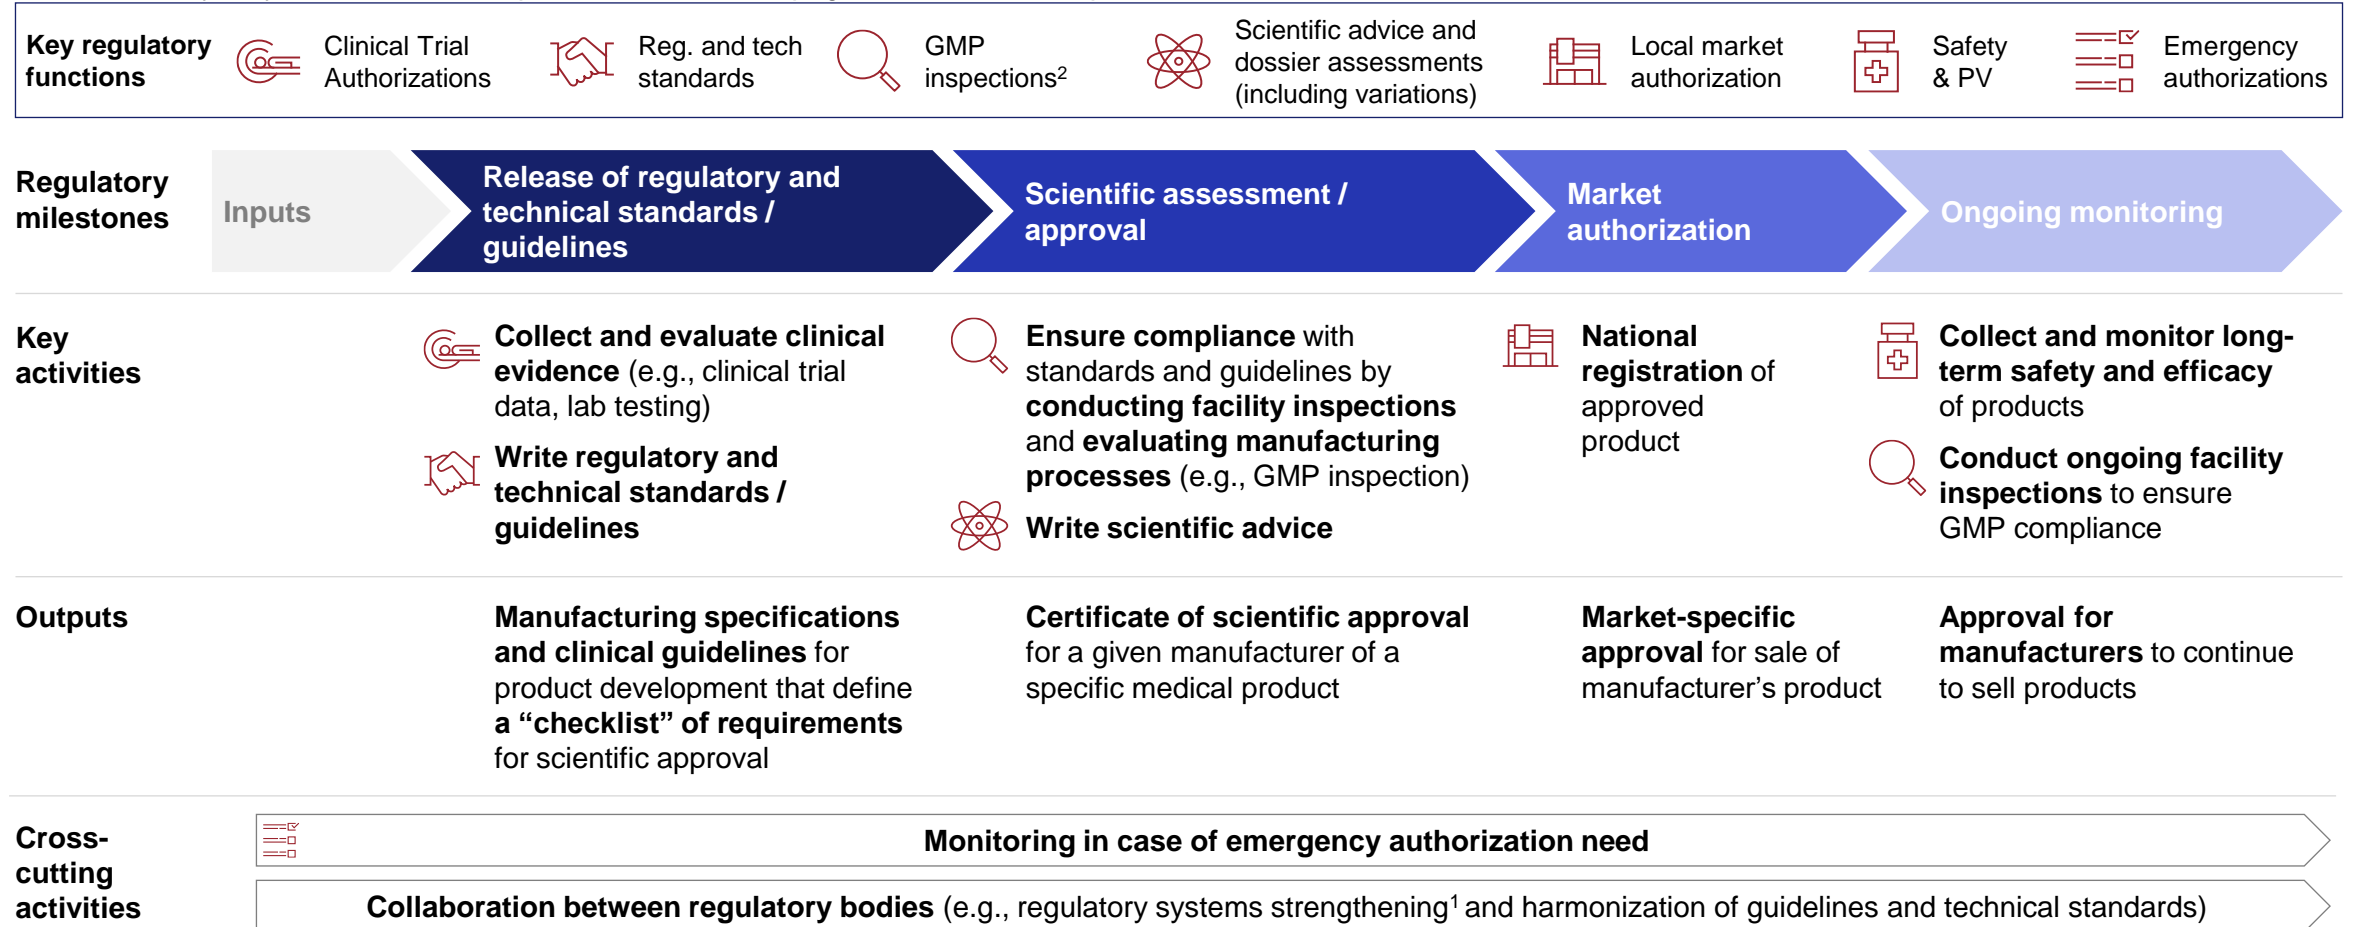 Key regulatory
functions
Clinical Trial
Authorizations
Reg. and tech
standards
GMP
inspections²
Scientific advice and
dossier assessments
(including variations)
Local market
authorization
Safety
& PV
Emergency
authorizations
Regulatory
milestones
Inputs
Release of regulatory and
technical standards /
guidelines
Scientific assessment /
approval
Market
authorization
Ongoing monitoring
Key
activities
Collect and evaluate clinical
evidence (e.g., clinical trial
data, lab testing)
Write regulatory and
technical standards /
guidelines
Ensure compliance with
standards and guidelines by
conducting facility inspections
and evaluating manufacturing
processes (e.g., GMP inspection)
Write scientific advice
National
registration of
approved
product
Collect and monitor long-
term safety and efficacy
of products
Conduct ongoing facility
inspections to ensure
GMP compliance
Outputs
Manufacturing specifications
and clinical guidelines for
product development that define
a “checklist” of requirements
for scientific approval
Certificate of scientific approval
for a given manufacturer of a
specific medical product
Market-specific
approval for sale of
manufacturer’s product
Approval for
manufacturers to continue
to sell products
Cross-
cutting
activities
Monitoring in case of emergency authorization need
Collaboration between regulatory bodies (e.g., regulatory systems strengthening¹ and harmonization of guidelines and technical standards)